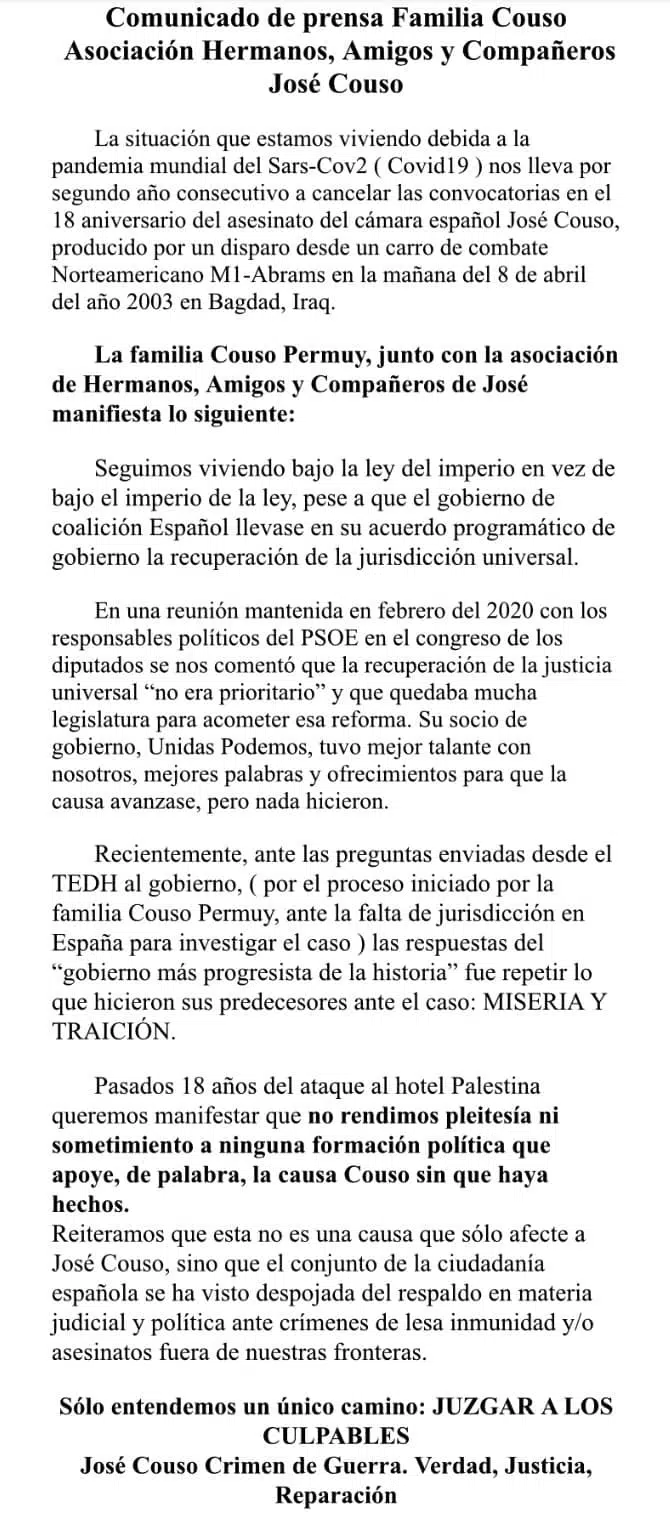 Comunicado de prensa Familia Couso
Asociación Hermanos, Amigos y Compañeros
José Couso
La situación que estamos viviendo debida a la
pandemia mundial del Sars-Cov2 ( Covid19 ) nos lleva por
segundo año consecutivo a cancelar las convocatorias en el
18 aniversario del asesinato del cámara español José Couso,
producido por un disparo desde un carro de combate
Norteamericano M1-Abrams en la mañana del 8 de abril
del año 2003 en Bagdad, Iraq.
La familia Couso Permuy, junto con la asociación
de Hermanos, Amigos y Compañeros de José
manifiesta lo siguiente:
Seguimos viviendo bajo la ley del imperio en vez de
bajo el imperio de la ley, pese a que el gobierno de
coalición Español llevase en su acuerdo programático de
gobierno la recuperación de la jurisdicción universal.
En una reunión mantenida en febrero del 2020 con los
responsables políticos del PSOE en el congreso de los
diputados se nos comentó que la recuperación de la justicia
universal “no era prioritario” y que quedaba mucha
legislatura para acometer esa reforma. Su socio de
gobierno, Unidas Podemos, tuvo mejor talante con
nosotros, mejores palabras y ofrecimientos para que la
causa avanzase, pero nada hicieron.
Recientemente, ante las preguntas enviadas desde el
TEDH al gobierno, ( por el proceso iniciado por la
familia Couso Permuy, ante la falta de jurisdicción en
España para investigar el caso ) las respuestas del
“gobierno más progresista de la historia” fue repetir lo
que hicieron sus predecesores ante el caso: MISERIA Y
TRAICIÓN.
Pasados 18 años del ataque al hotel Palestina
queremos manifestar que no rendimos pleitesía ni
sometimiento a ninguna formación política que
apoye, de palabra, la causa Couso sin que haya
hechos.
Reiteramos que esta no es una causa que sólo afecte a
José Couso, sino que el conjunto de la ciudadanía
española se ha visto despojada del respaldo en materia
judicial y política ante crímenes de lesa inmunidad y/o
asesinatos fuera de nuestras fronteras.
Sólo entendemos un único camino: JUZGAR A LOS
CULPABLES
José Couso Crimen de Guerra. Verdad, Justicia,
Reparación